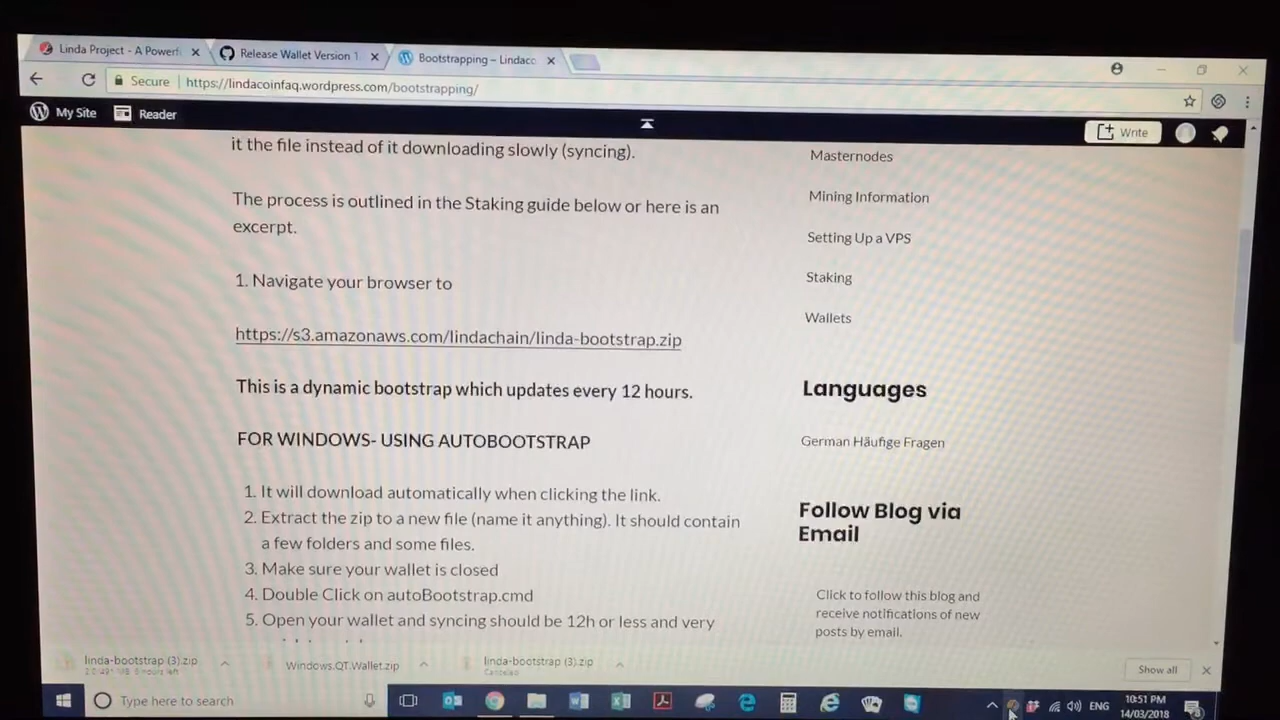 Linda Project - A Powerf
Release Wallet Version 1
Bootstrapping – Lindacc
Secure
https://lindacoinfaq.wordpress.com/bootstrapping/
My Site
Reader
Write
it the file instead of it downloading slowly (syncing).
The process is outlined in the Staking guide below or here is an
excerpt.
1. Navigate your browser to
https://s3.amazonaws.com/lindachain/linda-bootstrap.zip
This is a dynamic bootstrap which updates every 12 hours.
FOR WINDOWS- USING AUTOBOOTSTRAP
1. It will download automatically when clicking the link.
2. Extract the zip to a new file (name it anything). It should contain
a few folders and some files.
3. Make sure your wallet is closed
4. Double Click on autoBootstrap.cmd
5. Open your wallet and syncing should be 12h or less and very
Masternodes
Mining Information
Setting Up a VPS
Staking
Wallets
Languages
German Häufige Fragen
Follow Blog via
Email
Click to follow this blog and
receive notifications of new
posts by email.
linda-bootstrap (3).zip
Windows.QT.Wallet.zip
linda-bootstrap (3).zip
Canceled
Show all
Type here to search
ENG
10:51 PM
14/03/2018